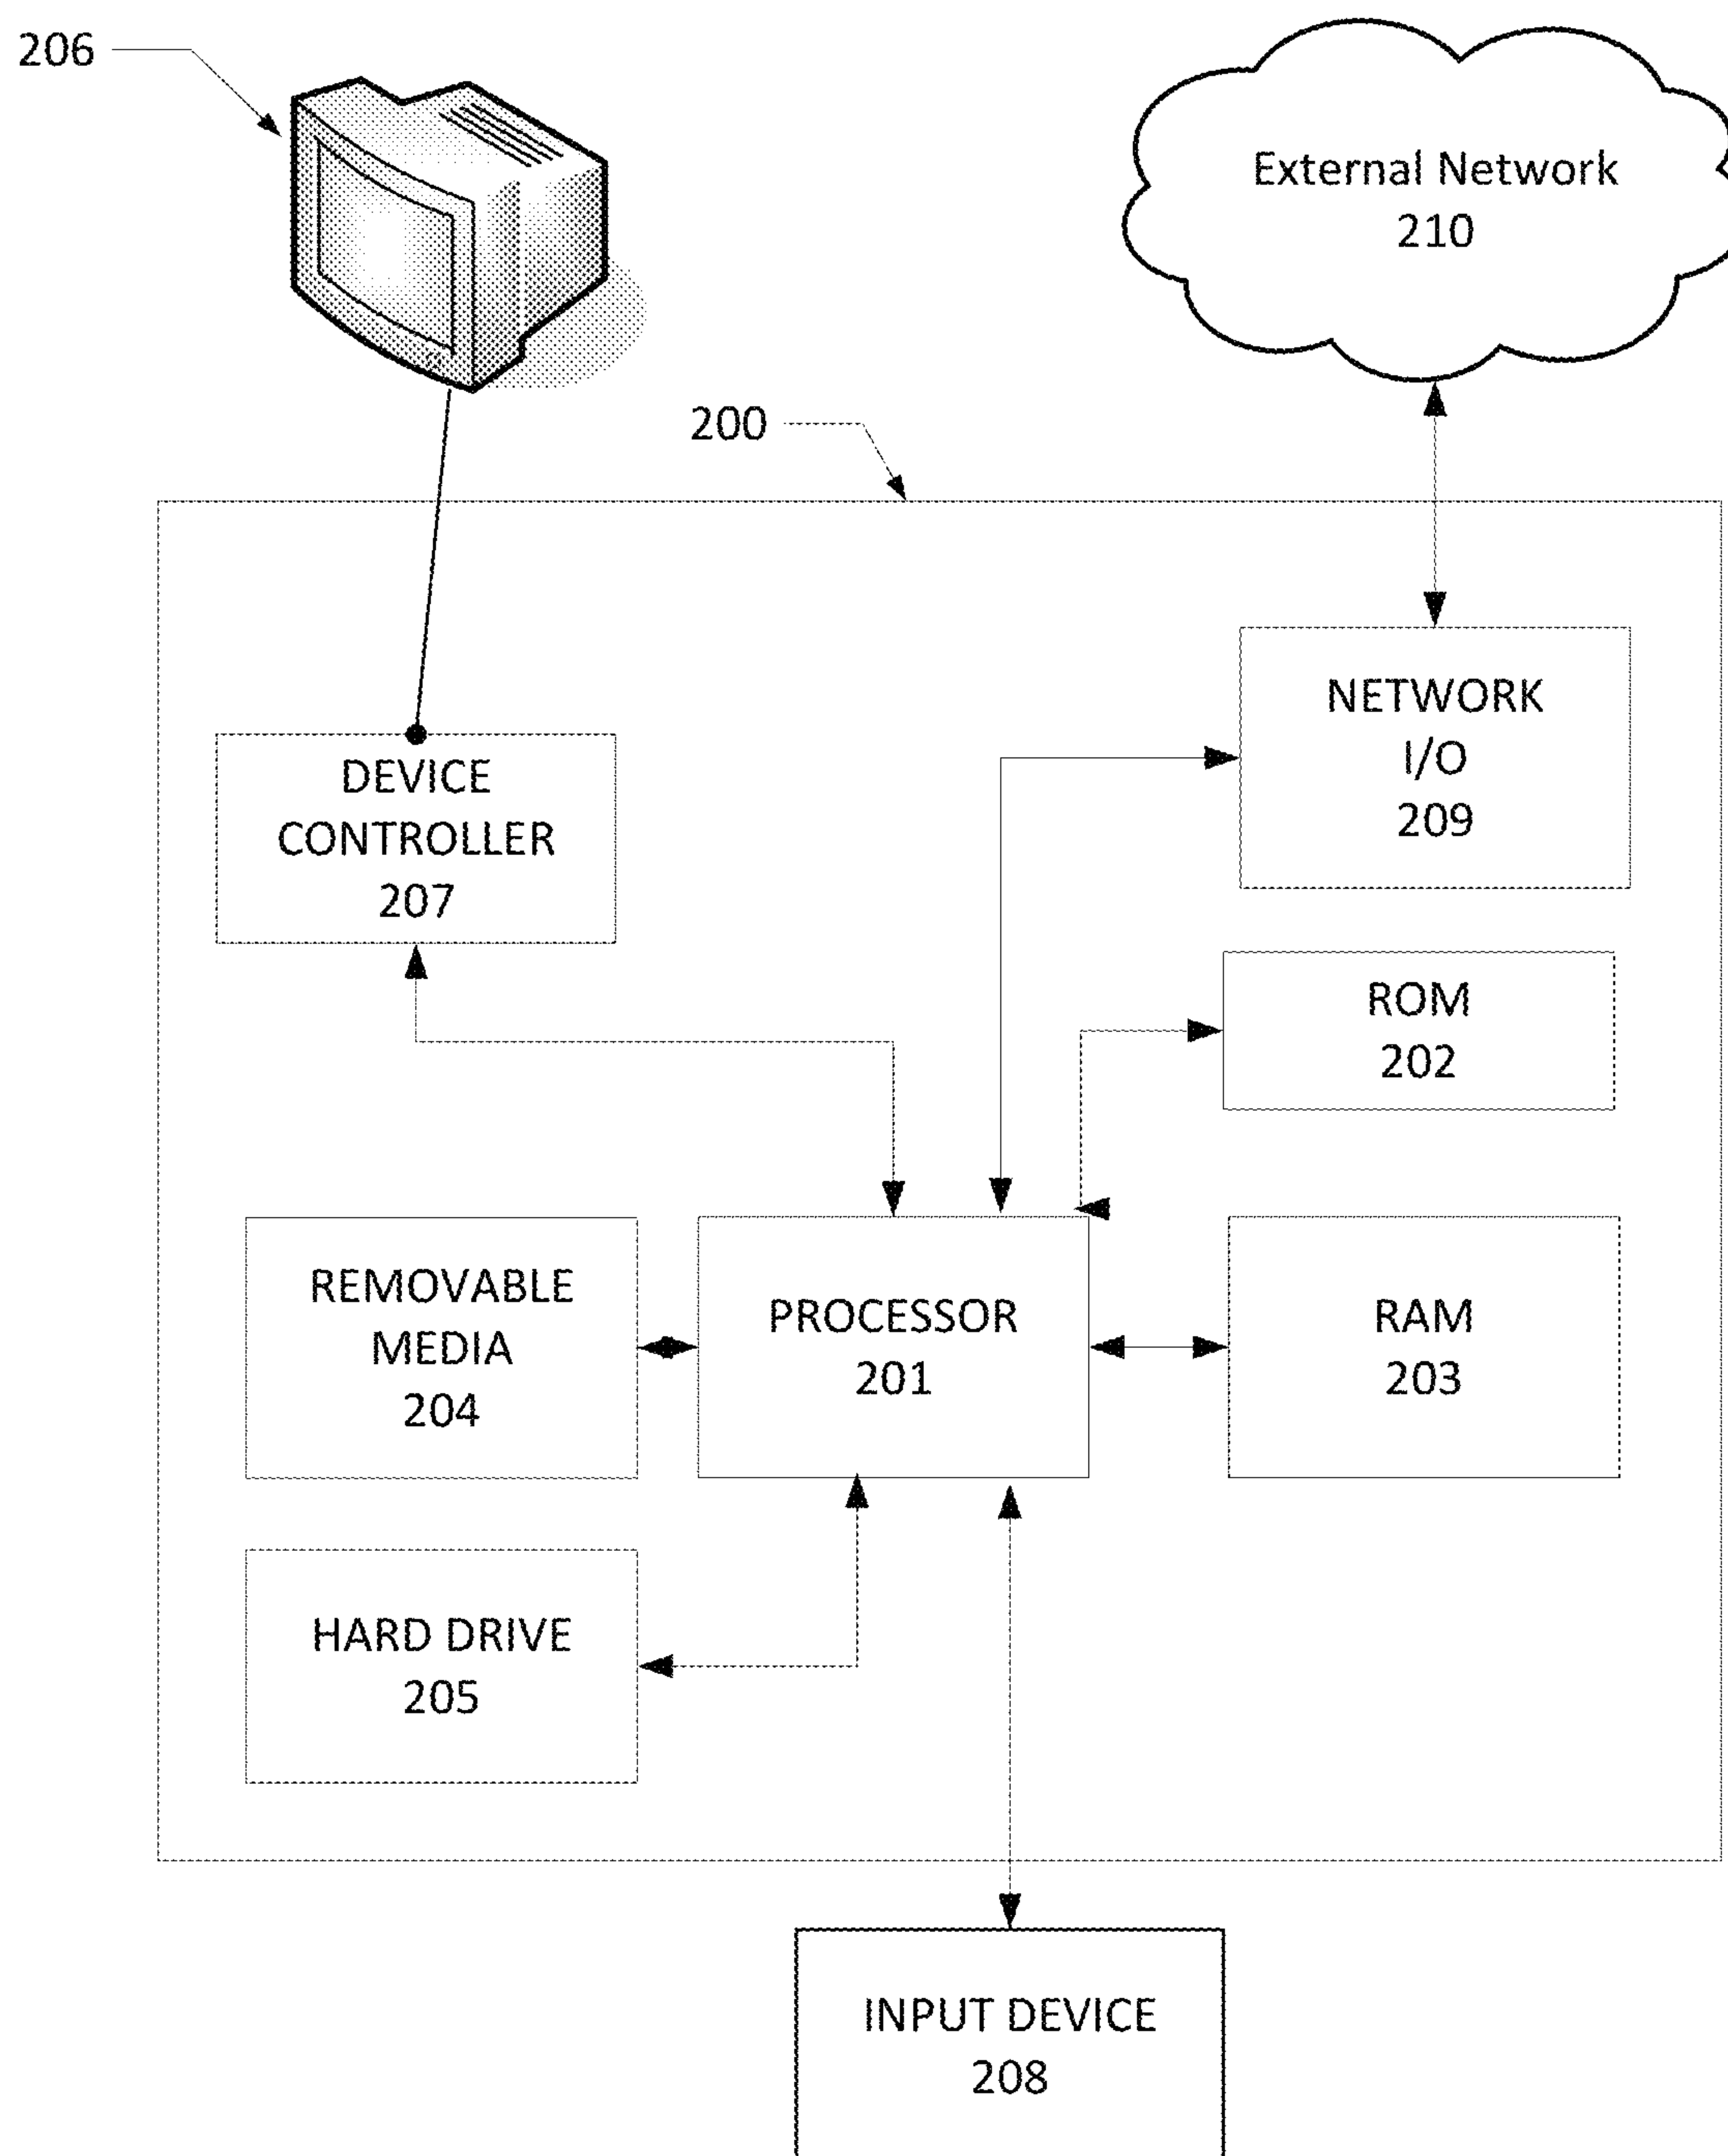 206
External Network
210
200
NETWORK
I/O
209
DEVICE
CONTROLLER
207
ROM
202
REMOVABLE
MEDIA
204
PROCESSOR
201
RAM
203
HARD DRIVE
205
INPUT DEVICE
208